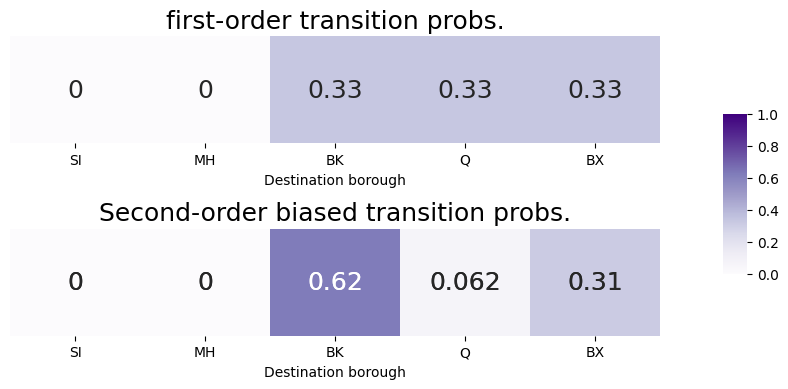 first-order transition probs.
0 0 0.33 0.33 0.33
SI MH BK Q BX
Destination borough
Second-order biased transition probs.
0 0 0.62 0.062 0.31
SI MH BK Q BX
Destination borough
1.0
0.8
0.6
0.4
0.2
0.0